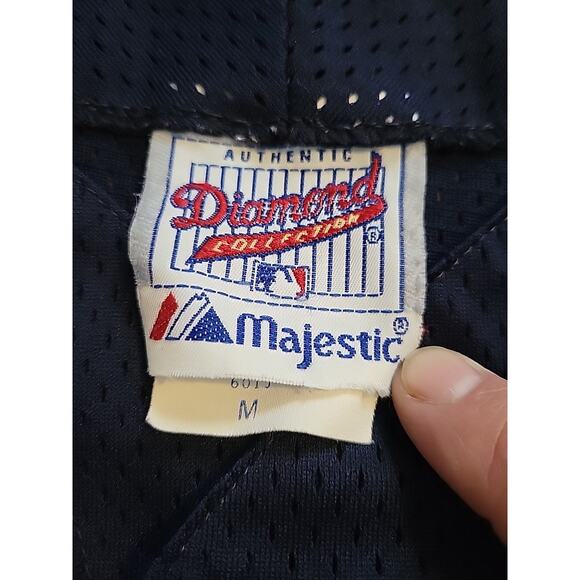 AUTHENTIC
Diamond
COLLECTION
®
Majestic®
M